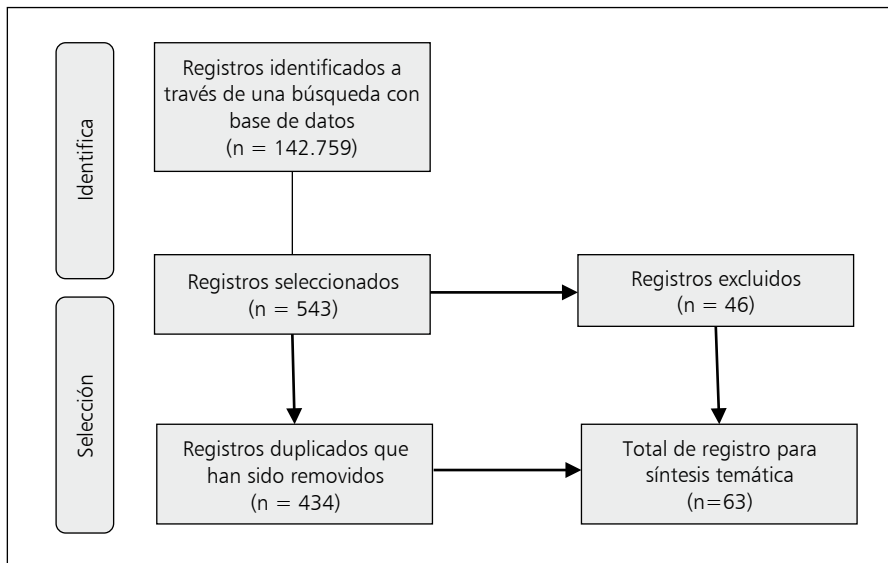 Identifica
Registros identificados a
través de una búsqueda con
base de datos
(n = 142.759)
Registros seleccionados
(n = 543)
Registros excluidos
(n = 46)
Selección
Registros duplicados que
han sido removidos
(n = 434)
Total de registro para
síntesis temática
(n=63)